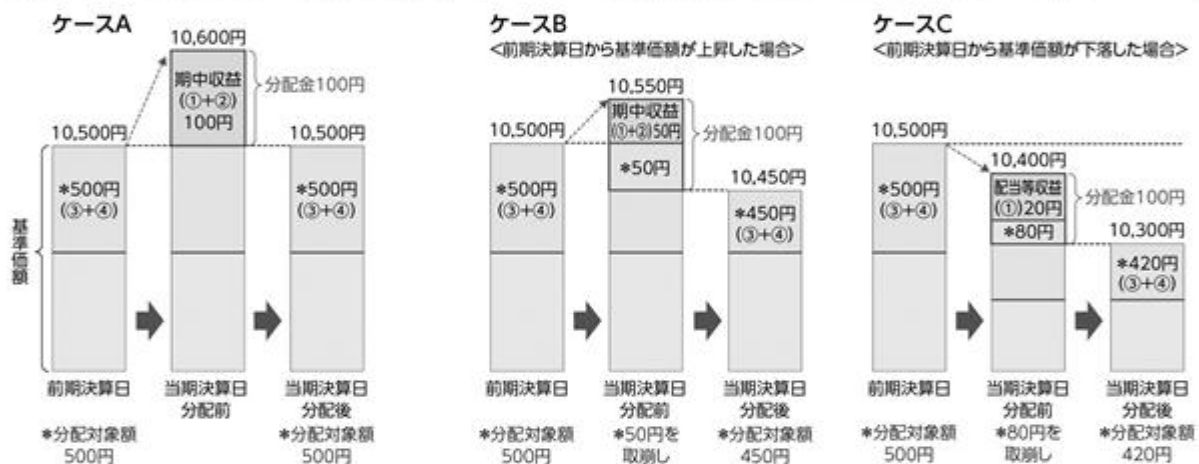 ケースA
10,600円
期中収益
(①+②)
100円
分配金100円
10,500円
10,500円
*500円
(③+④)
*500円
(③+④)
基準価額
前期決算日
当期決算日
分配前
当期決算日
分配後
*分配対象額
500円
*分配対象額
500円
ケースB
<前期決算日から基準価額が上昇した場合>
10,550円
期中収益
(①+②)50円
*50円
分配金100円
10,500円
*500円
(③+④)
10,450円
*450円
(③+④)
前期決算日
当期決算日
分配前
当期決算日
分配後
*分配対象額
500円
*50円を
取崩し
*分配対象額
450円
ケースC
<前期決算日から基準価額が下落した場合>
10,500円
*500円
(③+④)
10,400円
配当等収益
(①)20円
*80円
分配金100円
10,300円
*420円
(③+④)
前期決算日
当期決算日
分配前
当期決算日
分配後
*分配対象額
500円
*80円を
取崩し
*分配対象額
420円